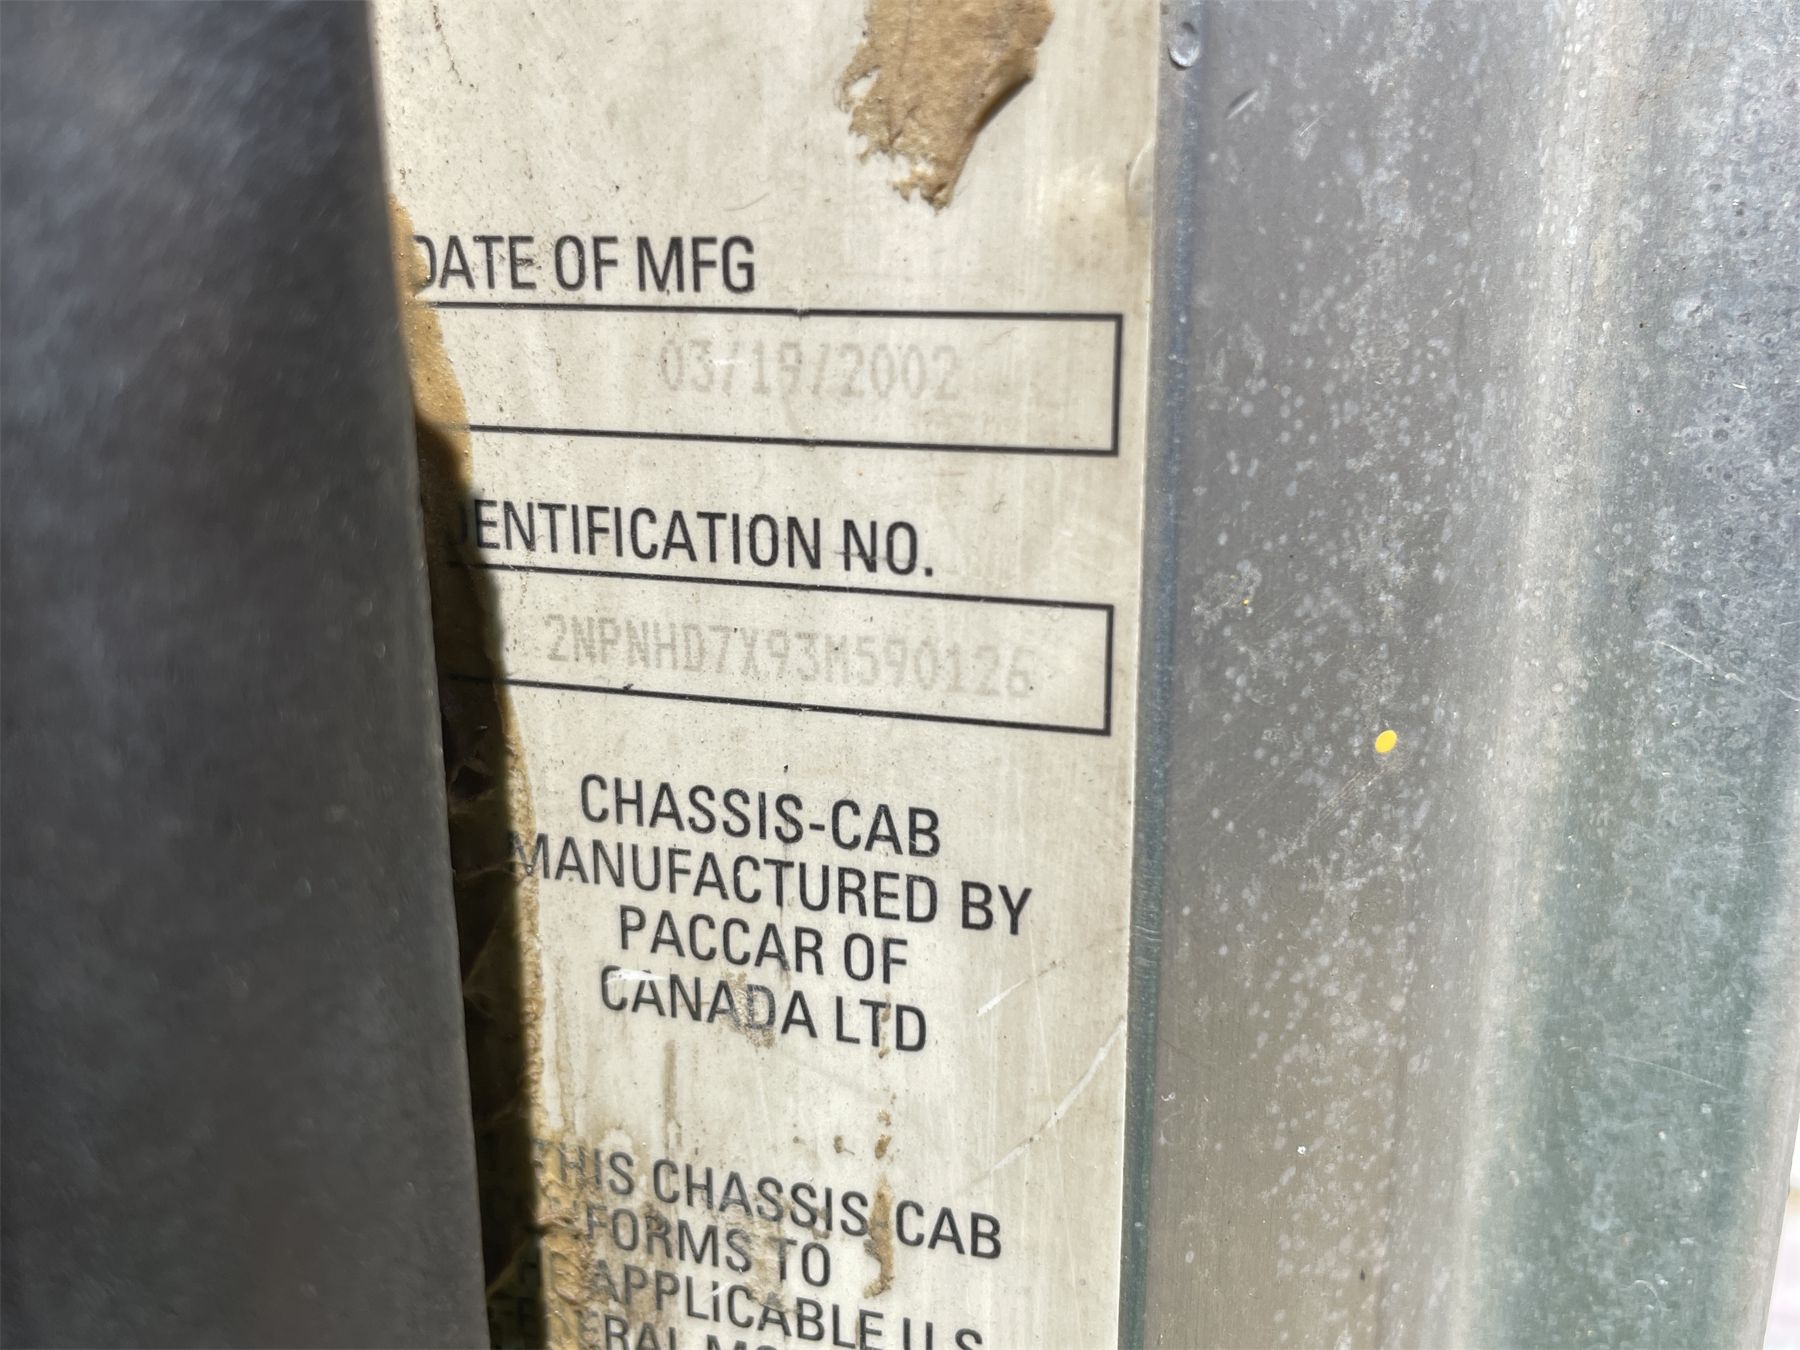 DATE OF MFG
03/19/2002
DENTIFICATION NO.
2NPNHD7X93M590126
CHASSIS-CAB
MANUFACTURED BY
PACCAR OF
CANADA LTD
THIS CHASSIS-CAB
FORMS TO
APPLICABLE U.S.